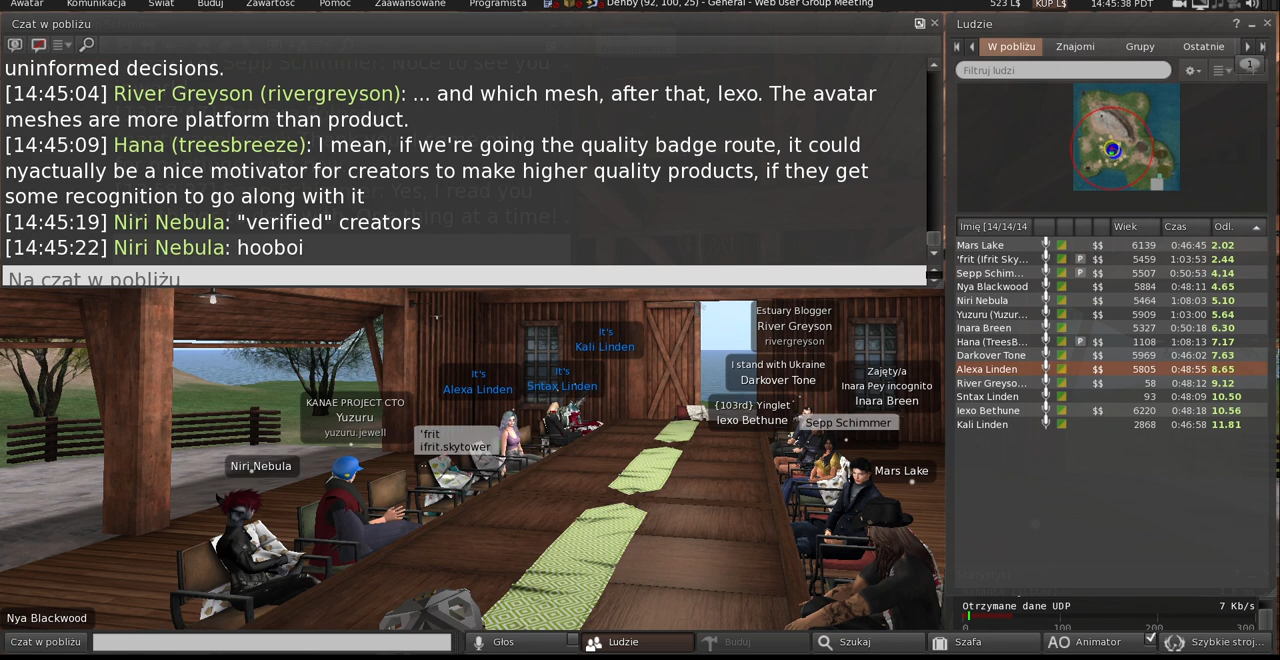 Awatar Komunikacja Świat Buduj Zawartość Pomoc Zaawansowane Programista Denby (92, 100, 25) - General - Web User Group Meeting 523 L$ KUP L$ 14:45:38 PDT
Czat w pobliżu
uninformed decisions.
[14:45:04] River Greyson (rivergreyson): ... and which mesh, after that, Iexo. The avatar
meshes are more platform than product.
[14:45:09] Hana (treesbreeze): I mean, if we're going the quality badge route, it could
nyactually be a nice motivator for creators to make higher quality products, if they get
some recognition to go along with it
[14:45:19] Niri Nebula: "verified" creators
[14:45:22] Niri Nebula: hooboi
Na czat w pobliżu
It's
Kali Linden
It's
Alexa Linden
It's
Sntax Linden
Estuary Blogger
River Greyson
rivergreyson
I stand with Ukraine
Darkover Tone
Zajęty/a
Inara Pey incognito
Inara Breen
{103rd} Yinglet
Iexo Bethune
Sepp Schimmer
KANAE PROJECT CTO
Yuzuru
yuzuru.jewell
'frit
ifrit.skytower
Niri Nebula
Mars Lake
Nya Blackwood
Ludzie
W pobliżu Znajomi Grupy Ostatnie
Filtruj ludzi
1
Imię [14/14/14 Wiek Czas Odl.
Mars Lake $$ 6139 0:46:45 2.02
'frit (Ifrit Sky... P $$ 5459 1:03:53 2.44
Sepp Schim... P $$ 5507 0:50:53 4.14
Nya Blackwood $$ 5884 0:48:11 4.65
Niri Nebula $$ 5464 1:08:03 5.10
Yuzuru (Yuzur... $$ 5909 1:03:00 5.64
Inara Breen 5327 0:50:18 6.30
Hana (TreesB... P $$ 1108 1:08:13 7.17
Darkover Tone $$ 5969 0:46:02 7.63
Alexa Linden $$ 5805 0:48:55 8.65
River Greyso... $$ 58 0:48:12 9.12
Sntax Linden 93 0:48:09 10.50
Iexo Bethune $$ 6220 0:48:18 10.56
Kali Linden 2868 0:46:58 11.81
Otrzymane dane UDP 7 Kb/s
0 100 200 300
Czat w pobliżu Głos Ludzie Buduj Szukaj Szafa AO Animator Szybkie stroj...